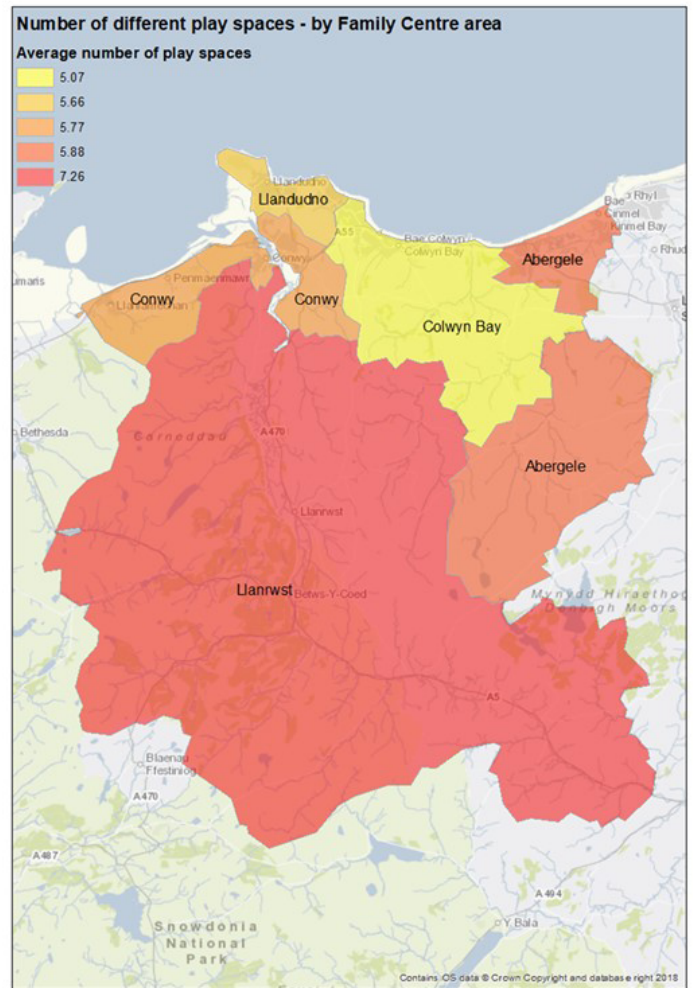 Number of different play spaces - by Family Centre area
Average number of play spaces
5.07
5.66
5.77
5.88
7.26
Llandudno
Llandudno
Rhyl
Bae Cinmel
Kinmel Bay
A55
Bae Colwyn
Colwyn Bay
Abergele
Rhud
Conwy
Penmaenmawr
umaris
Conwy
Conwy
Colwyn Bay
Bethesda
Carneddau
A470
Abergele
Llanrwst
Llanrwst
Betws-Y-Coed
Mynydd Hiraethog
Denbigh Moors
A5
Blaenau
Ffestiniog
A470
A487
A494
Y Bala
Snowdonia
National
Park
Contains OS data © Crown Copyright and database right 2018